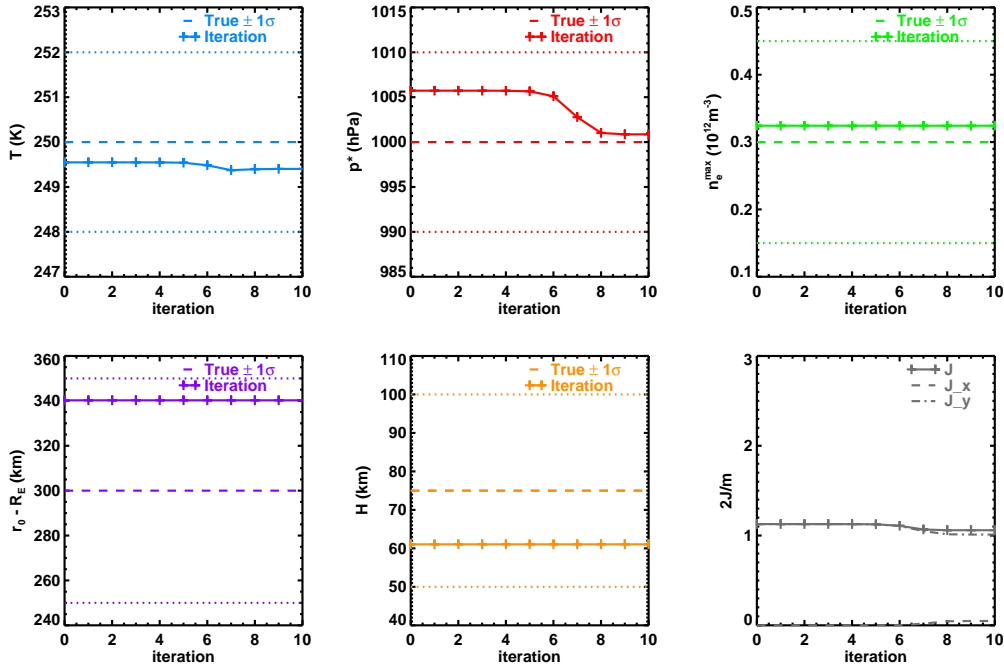 True ± 1σ
Iteration
T (K)
253
252
251
250
249
248
247
0 2 4 6 8 10
iteration
True ± 1σ
Iteration
p* (hPa)
1015
1010
1005
1000
995
990
985
0 2 4 6 8 10
iteration
True ± 1σ
Iteration
n_e^max (10^12 m^-3)
0.5
0.4
0.3
0.2
0.1
0 2 4 6 8 10
iteration
True ± 1σ
Iteration
r_0 - R_E (km)
360
340
320
300
280
260
240
0 2 4 6 8 10
iteration
True ± 1σ
Iteration
H (km)
110
100
90
80
70
60
50
40
0 2 4 6 8 10
iteration
J
J_x
J_y
2J/m
3
2
1
0
0 2 4 6 8 10
iteration